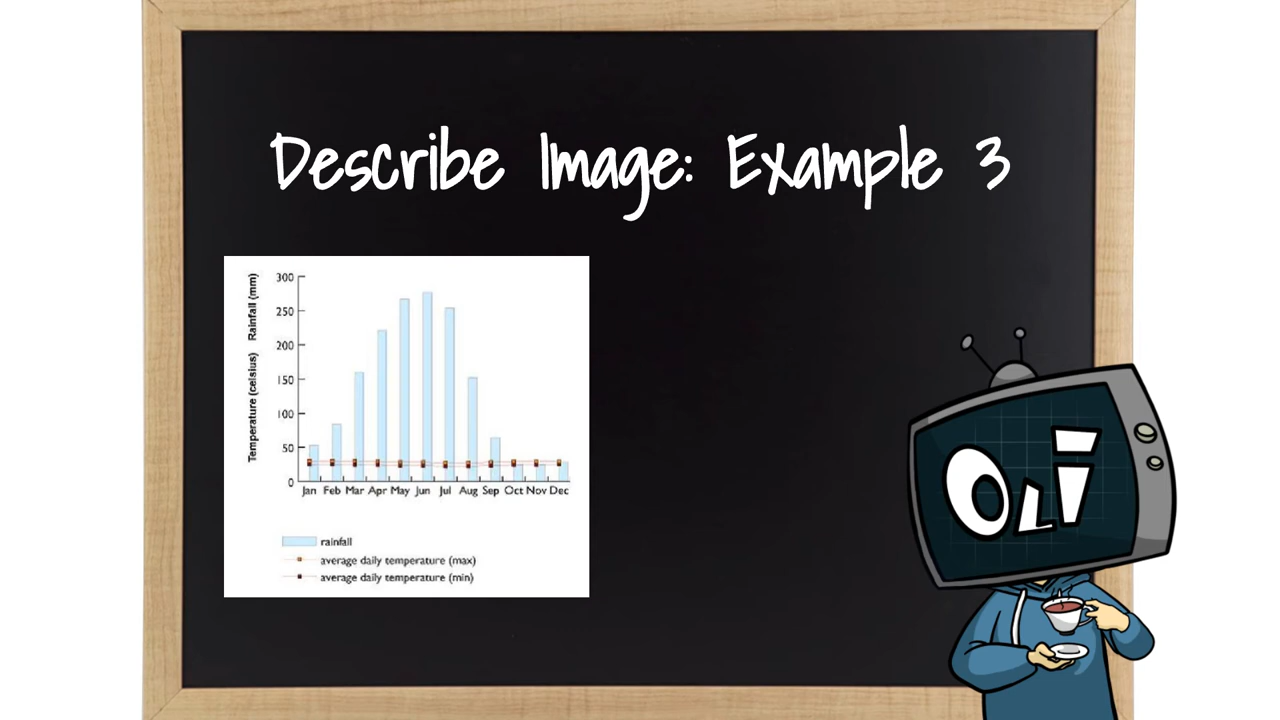 Describe Image: Example 3
Temperature (celsius) Rainfall (mm)
300
250
200
150
100
50
0
Jan Feb Mar Apr May Jun Jul Aug Sep Oct Nov Dec
rainfall
average daily temperature (max)
average daily temperature (min)
OLI